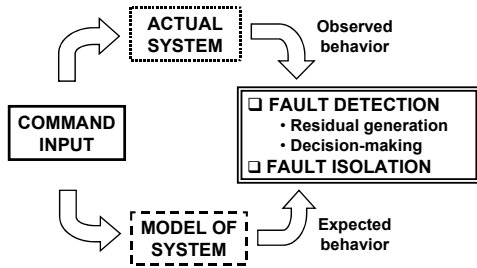 ACTUAL
SYSTEM
Observed
behavior
COMMAND
INPUT
❑ FAULT DETECTION
• Residual generation
• Decision-making
❑ FAULT ISOLATION
MODEL OF
SYSTEM
Expected
behavior